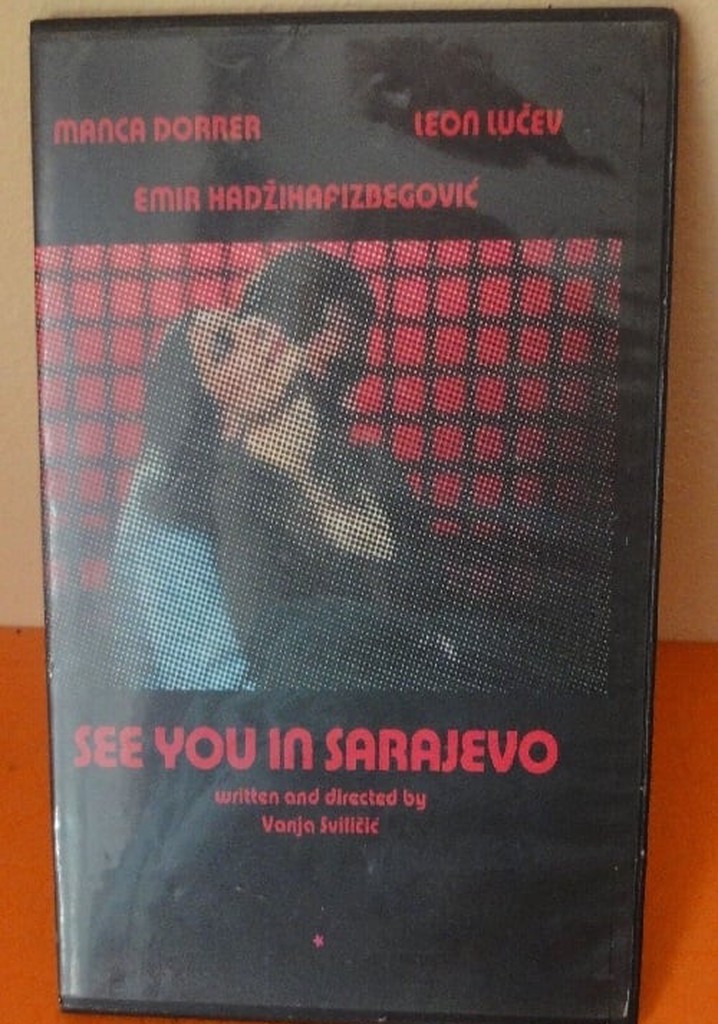 MANCA DORRER
LEON LUČEV
EMIR HADŽIHAFIZBEGOVIĆ
SEE YOU IN SARAJEVO
written and directed by
Vanja Sviličić